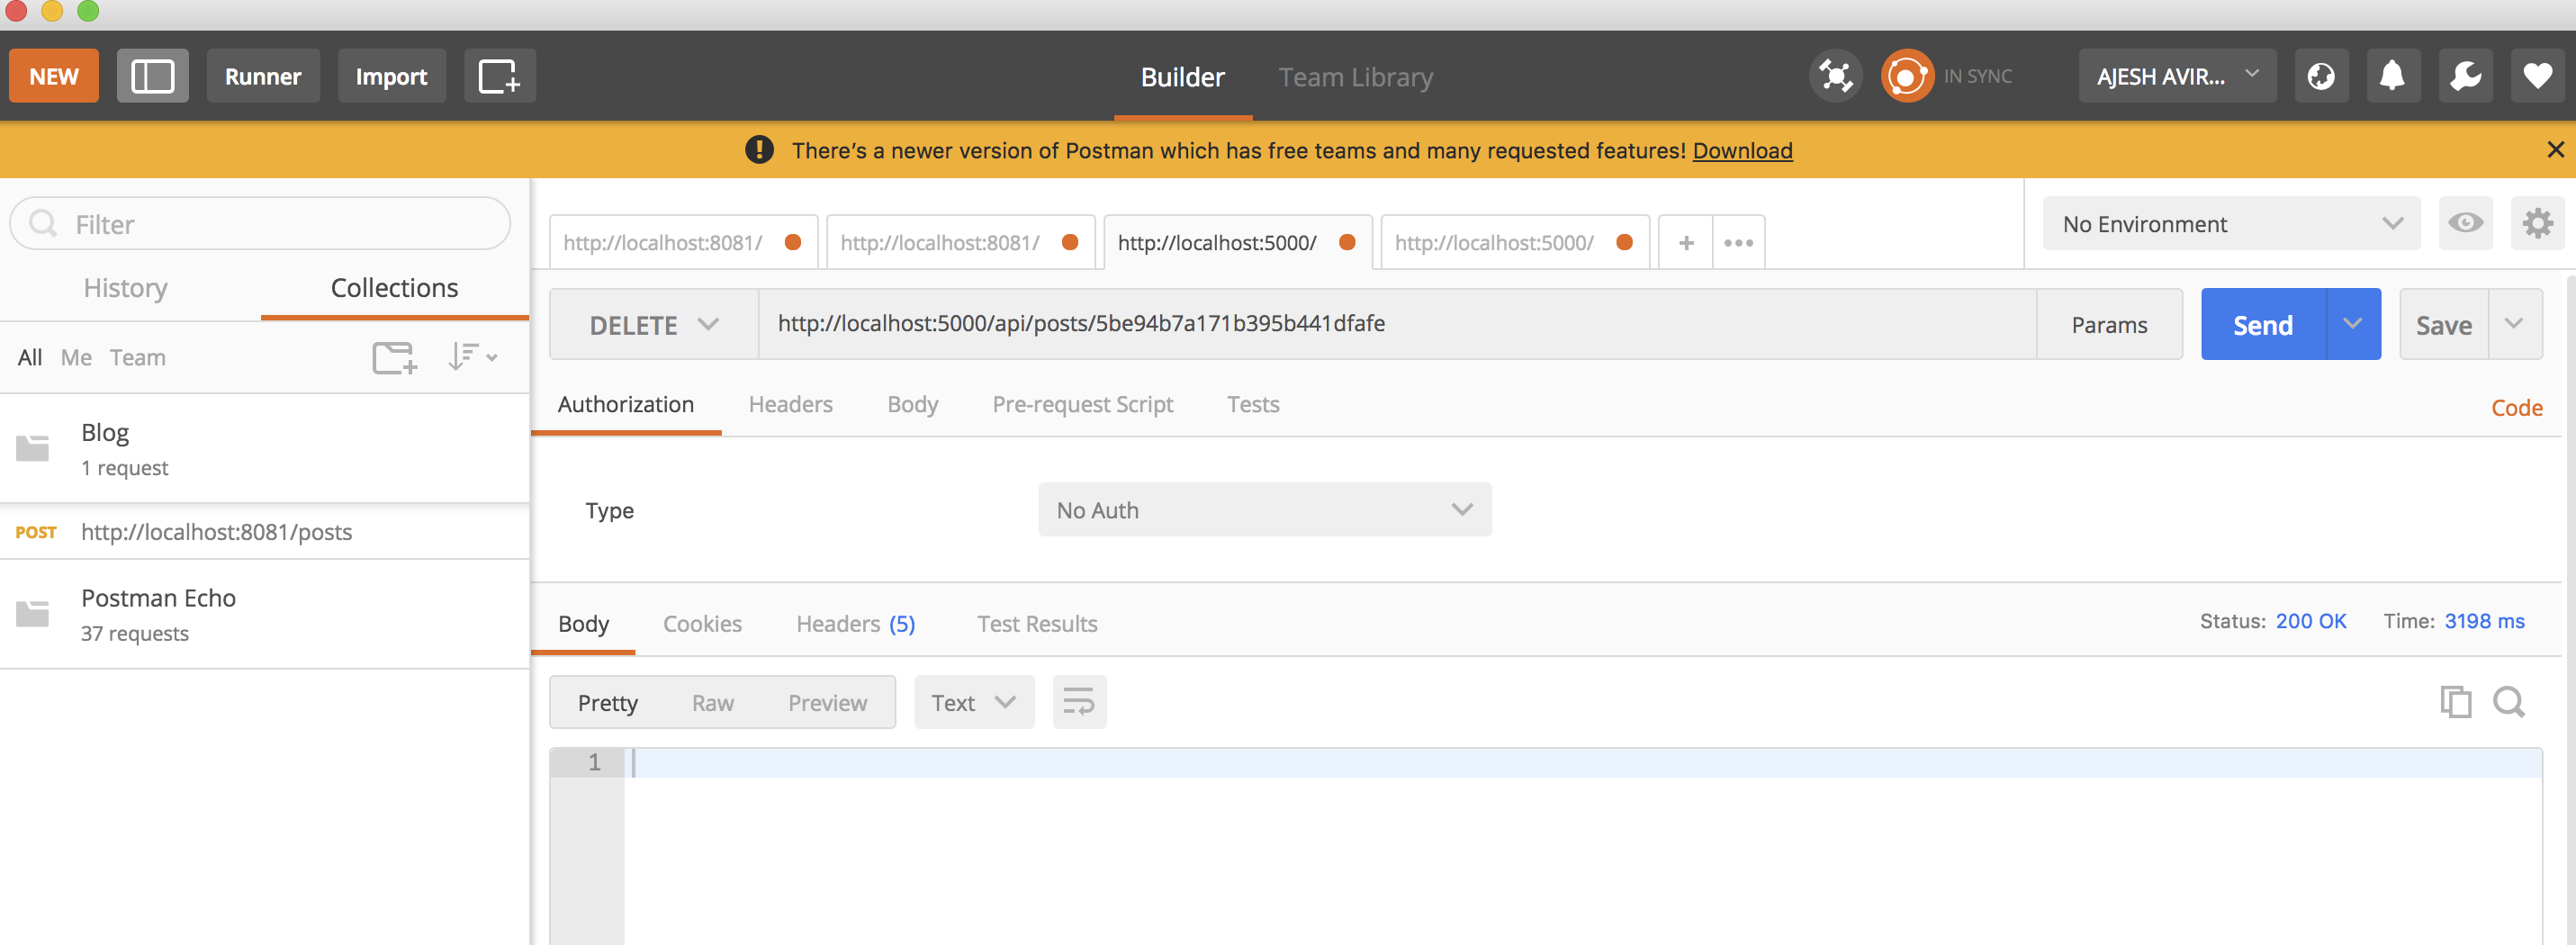 NEW
Runner
Import
Builder
Team Library
IN SYNC
AJESH AVIR...
There's a newer version of Postman which has free teams and many requested features! Download
Filter
History
Collections
All
Me
Team
Blog
1 request
POST
http://localhost:8081/posts
Postman Echo
37 requests
http://localhost:8081/
http://localhost:8081/
http://localhost:5000/
http://localhost:5000/
No Environment
DELETE
http://localhost:5000/api/posts/5be94b7a171b395b441dfafe
Params
Send
Save
Authorization
Headers
Body
Pre-request Script
Tests
Code
Type
No Auth
Body
Cookies
Headers (5)
Test Results
Status: 200 OK
Time: 3198 ms
Pretty
Raw
Preview
Text
1